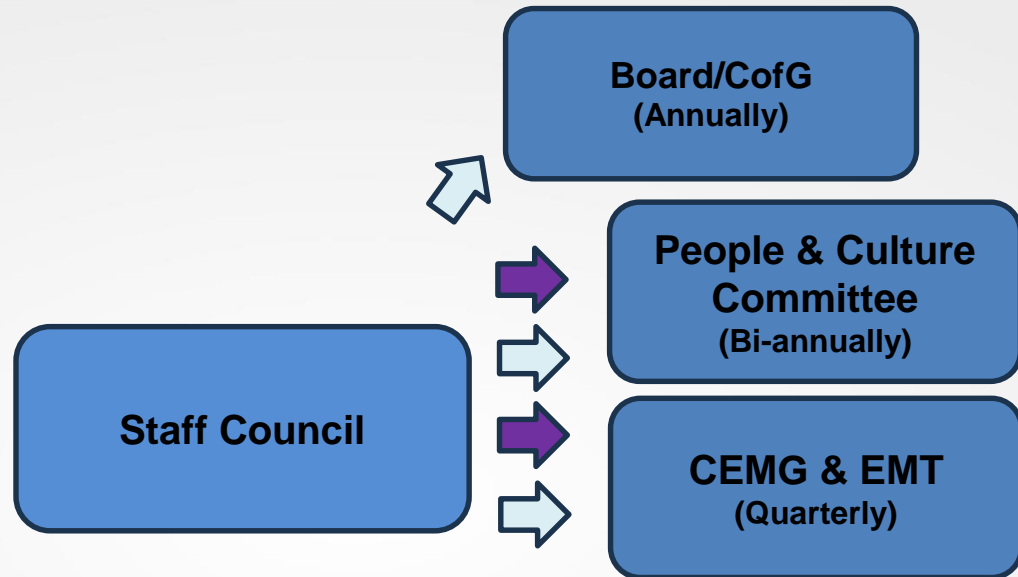 Board/CofG
(Annually)
People & Culture
Committee
(Bi-annually)
Staff Council
CEMG & EMT
(Quarterly)